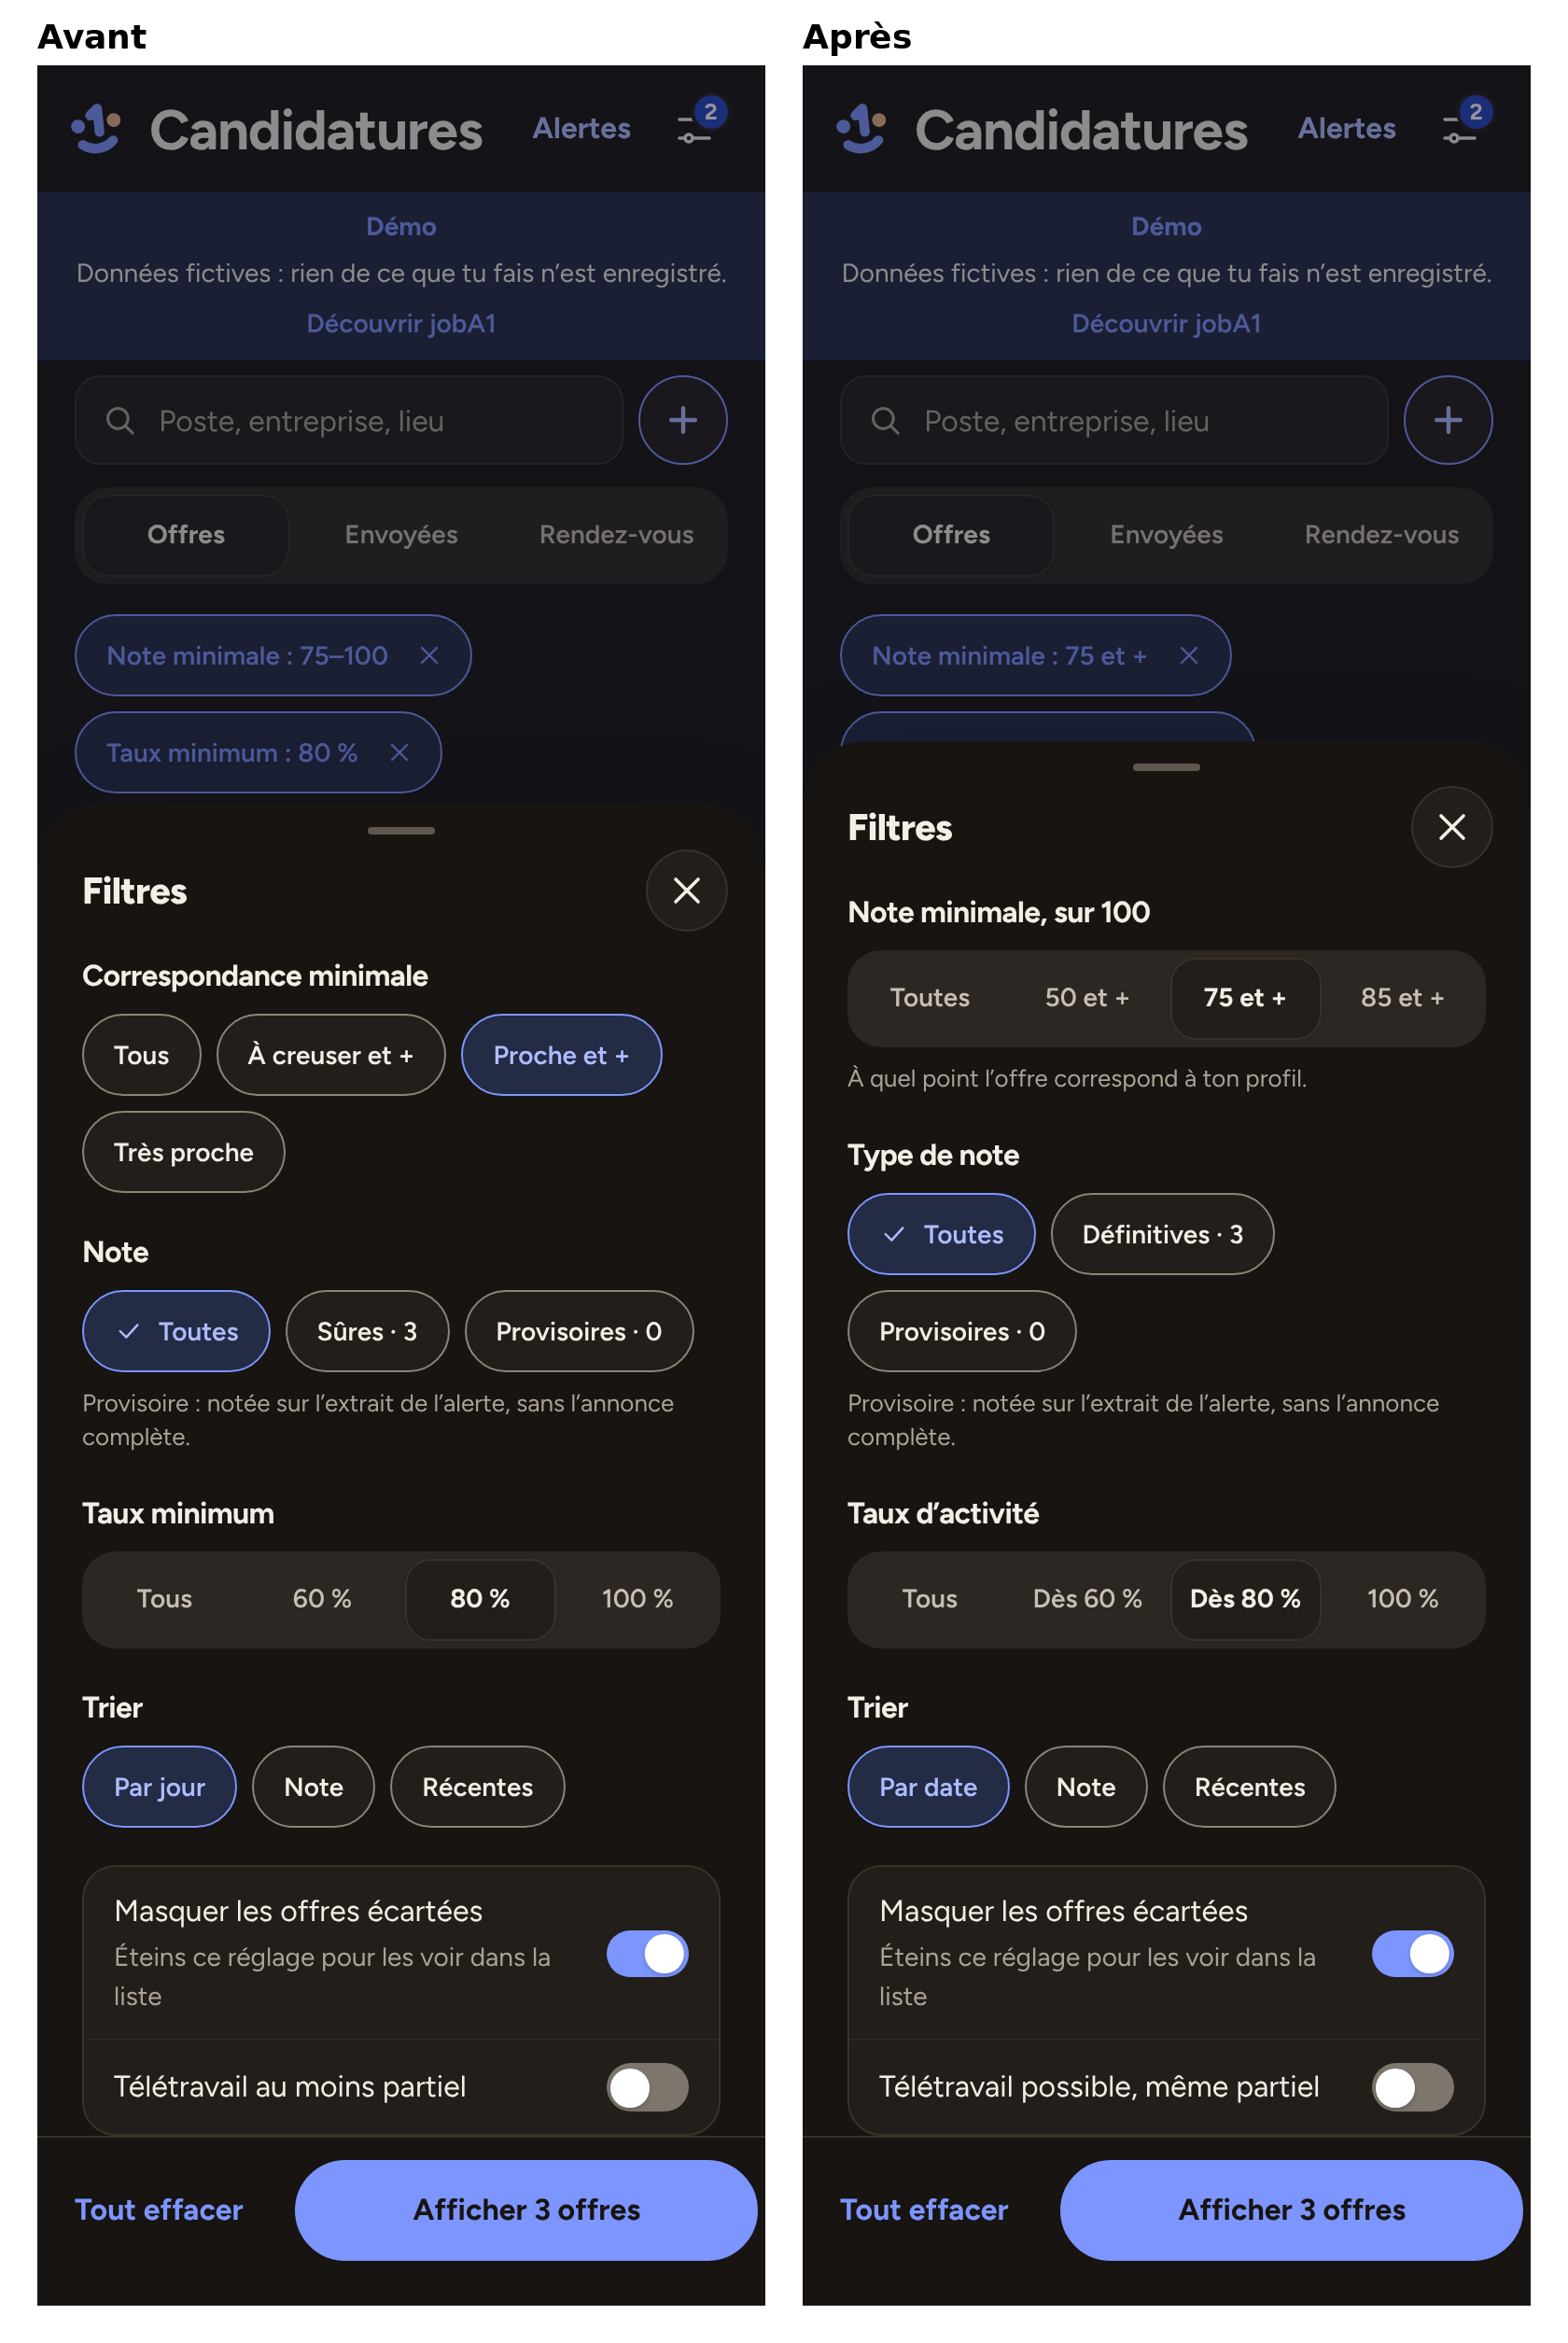 Avant
Candidatures Alertes 2
Démo
Données fictives : rien de ce que tu fais n’est enregistré.
Découvrir jobA1
Poste, entreprise, lieu
Offres Envoyées Rendez-vous
Note minimale : 75–100
Taux minimum : 80 %
Filtres
Correspondance minimale
Tous À creuser et + Proche et +
Très proche
Note
Toutes Sûres · 3 Provisoires · 0
Provisoire : notée sur l’extrait de l’alerte, sans l’annonce
complète.
Taux minimum
Tous 60 % 80 % 100 %
Trier
Par jour Note Récentes
Masquer les offres écartées
Éteins ce réglage pour les voir dans la
liste
Télétravail au moins partiel
Tout effacer Afficher 3 offres
Après
Candidatures Alertes 2
Démo
Données fictives : rien de ce que tu fais n’est enregistré.
Découvrir jobA1
Poste, entreprise, lieu
Offres Envoyées Rendez-vous
Note minimale : 75 et +
Filtres
Note minimale, sur 100
Toutes 50 et + 75 et + 85 et +
À quel point l’offre correspond à ton profil.
Type de note
Toutes Définitives · 3
Provisoires · 0
Provisoire : notée sur l’extrait de l’alerte, sans l’annonce
complète.
Taux d’activité
Tous Dès 60 % Dès 80 % 100 %
Trier
Par date Note Récentes
Masquer les offres écartées
Éteins ce réglage pour les voir dans la
liste
Télétravail possible, même partiel
Tout effacer Afficher 3 offres